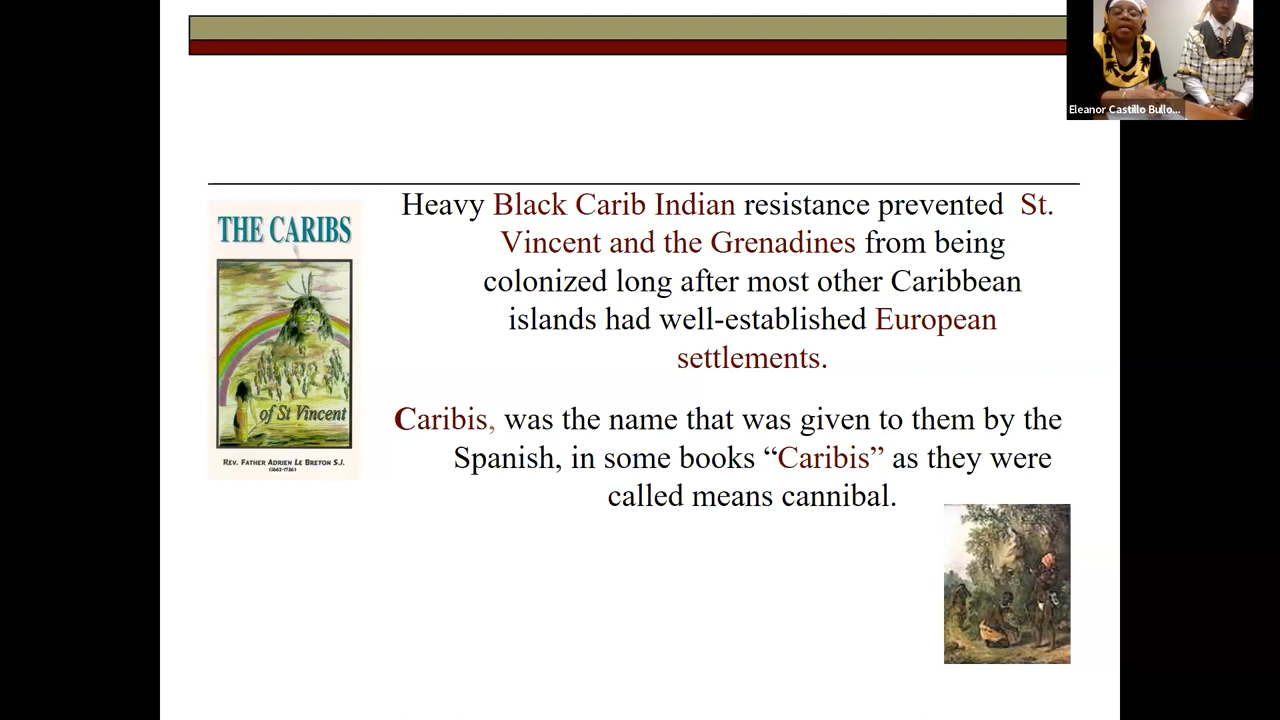 Eleanor Castillo Bullo...
Heavy Black Carib Indian resistance prevented St.
Vincent and the Grenadines from being
colonized long after most other Caribbean
islands had well-established European
settlements.
Caribis, was the name that was given to them by the
Spanish, in some books “Caribis” as they were
called means cannibal.
THE CARIBS
of St Vincent
REV. FATHER ADRIEN LE BRETON S.J.
(1662-1736)